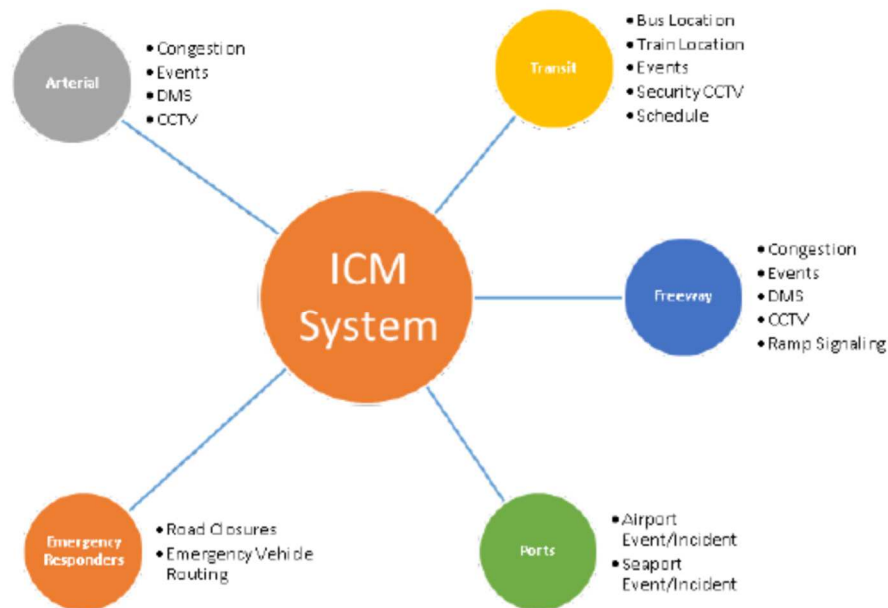 Arterial
• Congestion
• Events
• DMS
• CCTV
Transit
• Bus Location
• Train Location
• Events
• Security CCTV
• Schedule
ICM
System
Freeway
• Congestion
• Events
• DMS
• CCTV
• Ramp Signaling
Emergency
Responders
• Road Closures
• Emergency Vehicle
Routing
Ports
• Airport
Event/Incident
• Seaport
Event/Incident